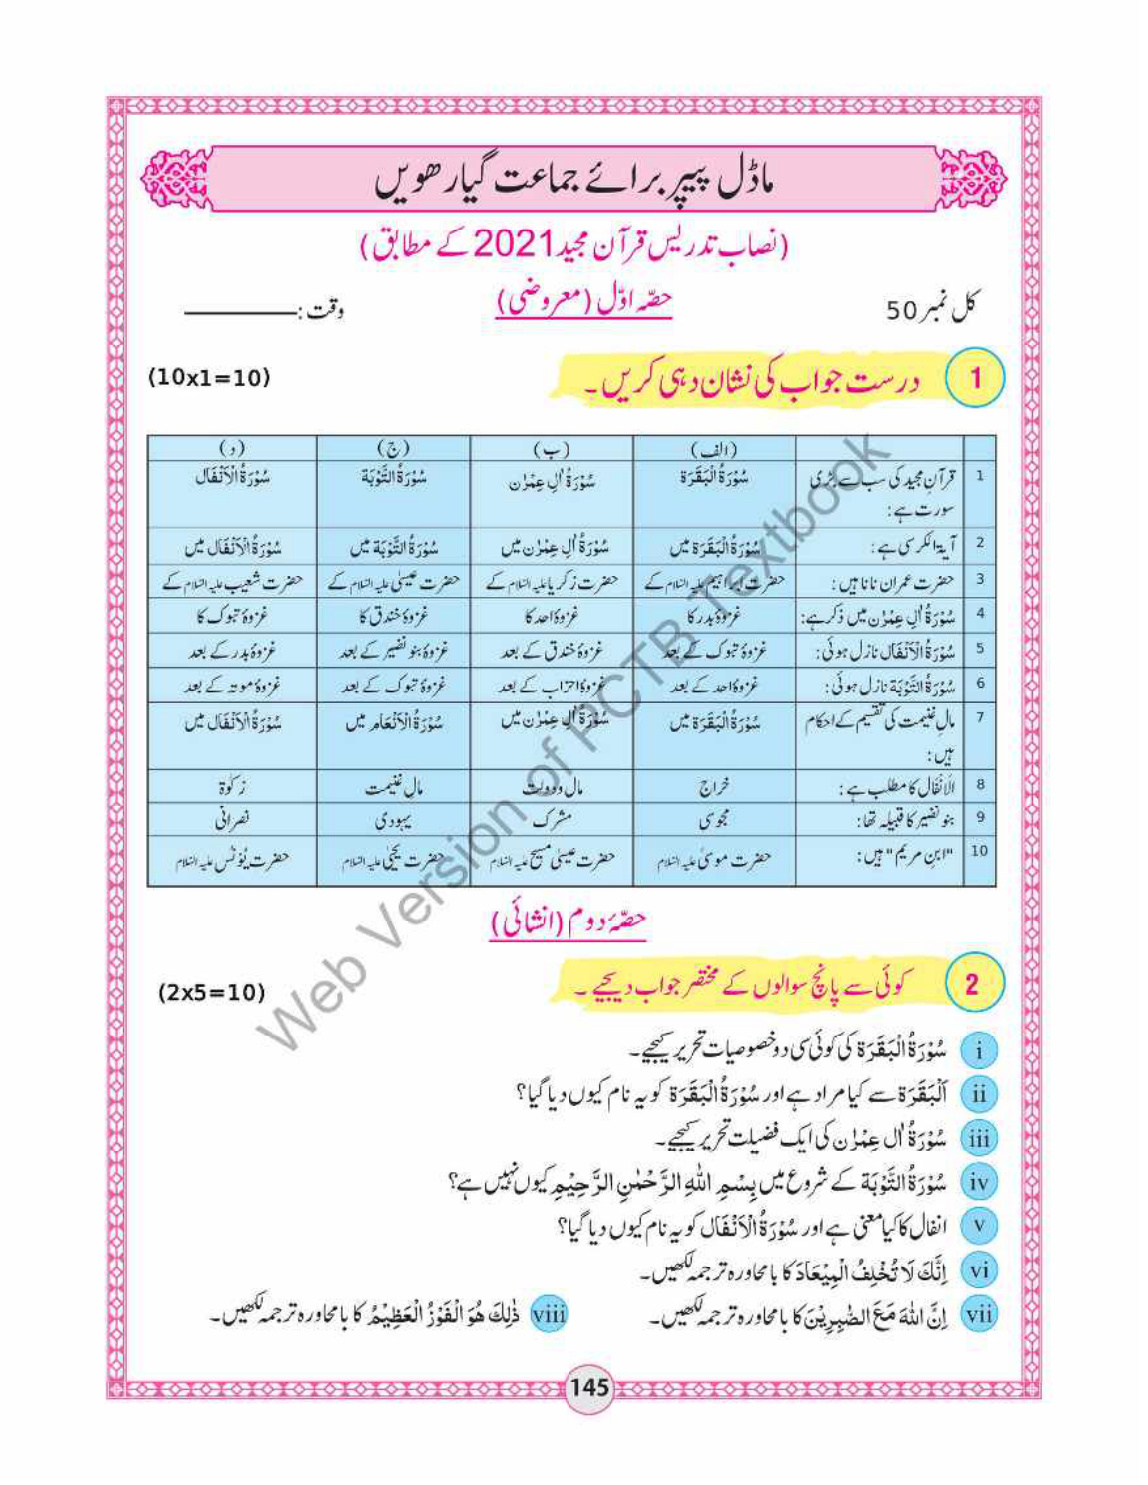 ماڈل پیپر برائے جماعت گیارھویں
(نصاب تدریس قرآن مجید 2021 کے مطابق)
کل نمبر 50 حصّہ اوّل (معروضی) وقت: ________
1 درست جواب کی نشان دہی کریں۔ (10x1=10)
(الف) (ب) (ج) (د)
1 قرآن مجید کی سب سے بڑی سورت ہے: سُوْرَۃُ الْبَقَرَۃ سُوْرَۃُ اٰلِ عِمْرٰن سُوْرَۃُ التَّوْبَۃ سُوْرَۃُ الْاَنْفَال
2 آیۃ الکرسی ہے: سُوْرَۃُ الْبَقَرَۃ میں سُوْرَۃُ اٰلِ عِمْرٰن میں سُوْرَۃُ التَّوْبَۃ میں سُوْرَۃُ الْاَنْفَال میں
3 حضرت عمران نانا ہیں: حضرت ابراہیم علیہ السلام کے حضرت زکریا علیہ السلام کے حضرت عیسیٰ علیہ السلام کے حضرت شعیب علیہ السلام کے
4 سُوْرَۃُ اٰلِ عِمْرٰن میں ذکر ہے: غزوۂ بدر کا غزوۂ احد کا غزوۂ خندق کا غزوۂ تبوک کا
5 سُوْرَۃُ الْاَنْفَال نازل ہوئی: غزوۂ تبوک کے بعد غزوۂ خندق کے بعد غزوۂ بنو نضیر کے بعد غزوۂ بدر کے بعد
6 سُوْرَۃُ التَّوْبَۃ نازل ہوئی: غزوۂ احد کے بعد غزوۂ احزاب کے بعد غزوۂ تبوک کے بعد غزوۂ موتہ کے بعد
7 مالِ غنیمت کی تقسیم کے احکام ہیں: سُوْرَۃُ الْبَقَرَۃ میں سُوْرَۃُ اٰلِ عِمْرٰن میں سُوْرَۃُ الْاَنْعَام میں سُوْرَۃُ الْاَنْفَال میں
8 اَلْاَنْفَال کا مطلب ہے: خراج مال و دولت مال غنیمت زکوٰۃ
9 بنو نضیر کا قبیلہ تھا: مجوسی مشرک یہودی نصرانی
10 "ابن مریم" ہیں: حضرت موسیٰ علیہ السلام حضرت عیسیٰ مسیح علیہ السلام حضرت یحییٰ علیہ السلام حضرت یُونُس علیہ السلام
حصّۂ دوم (انشائی)
2 کوئی سے پانچ سوالوں کے مختصر جواب دیجیے۔ (2x5=10)
i سُوْرَۃُ الْبَقَرَۃ کی کوئی سی دو خصوصیات تحریر کیجیے۔
ii اَلْبَقَرَۃ سے کیا مراد ہے اور سُوْرَۃُ الْبَقَرَۃ کو یہ نام کیوں دیا گیا؟
iii سُوْرَۃُ اٰلِ عِمْرٰن کی ایک فضیلت تحریر کیجیے۔
iv سُوْرَۃُ التَّوْبَۃ کے شروع میں بِسْمِ اللّٰہِ الرَّحْمٰنِ الرَّحِیْمِ کیوں نہیں ہے؟
v انفال کا کیا معنی ہے اور سُوْرَۃُ الْاَنْفَال کو یہ نام کیوں دیا گیا؟
vi اِنَّكَ لَا تُخْلِفُ الْمِیْعَادَ کا بامحاورہ ترجمہ لکھیں۔
vii اِنَّ اللّٰہَ مَعَ الصّٰبِرِیْنَ کا بامحاورہ ترجمہ لکھیں۔ viii ذٰلِكَ ھُوَ الْفَوْزُ الْعَظِیْمُ کا بامحاورہ ترجمہ لکھیں۔
145
Web Version of PCTB Textbook